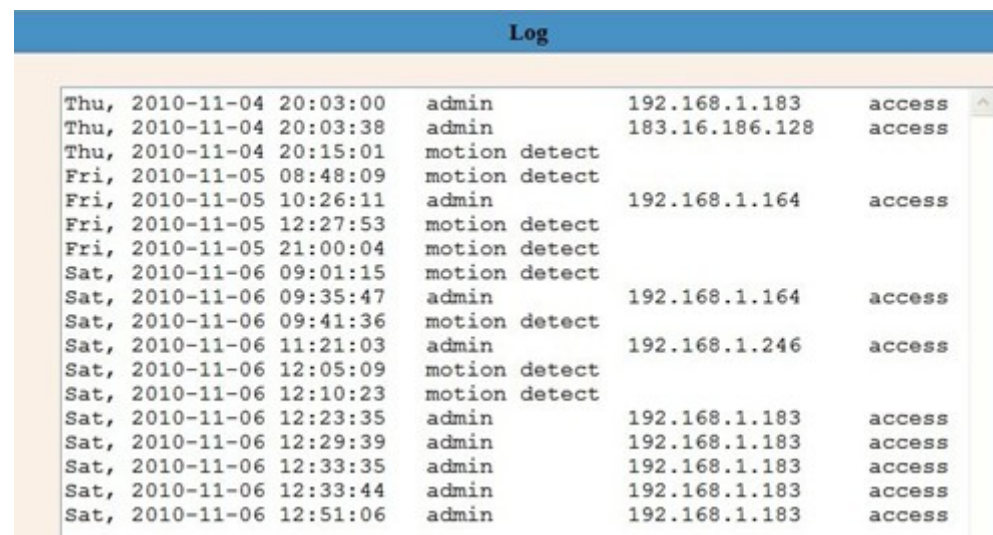 Log
Thu, 2010-11-04 20:03:00 admin 192.168.1.183 access
Thu, 2010-11-04 20:03:38 admin 183.16.186.128 access
Thu, 2010-11-04 20:15:01 motion detect
Fri, 2010-11-05 08:48:09 motion detect
Fri, 2010-11-05 10:26:11 admin 192.168.1.164 access
Fri, 2010-11-05 12:27:53 motion detect
Fri, 2010-11-05 21:00:04 motion detect
Sat, 2010-11-06 09:01:15 motion detect
Sat, 2010-11-06 09:35:47 admin 192.168.1.164 access
Sat, 2010-11-06 09:41:36 motion detect
Sat, 2010-11-06 11:21:03 admin 192.168.1.246 access
Sat, 2010-11-06 12:05:09 motion detect
Sat, 2010-11-06 12:10:23 motion detect
Sat, 2010-11-06 12:23:35 admin 192.168.1.183 access
Sat, 2010-11-06 12:29:39 admin 192.168.1.183 access
Sat, 2010-11-06 12:33:35 admin 192.168.1.183 access
Sat, 2010-11-06 12:33:44 admin 192.168.1.183 access
Sat, 2010-11-06 12:51:06 admin 192.168.1.183 access